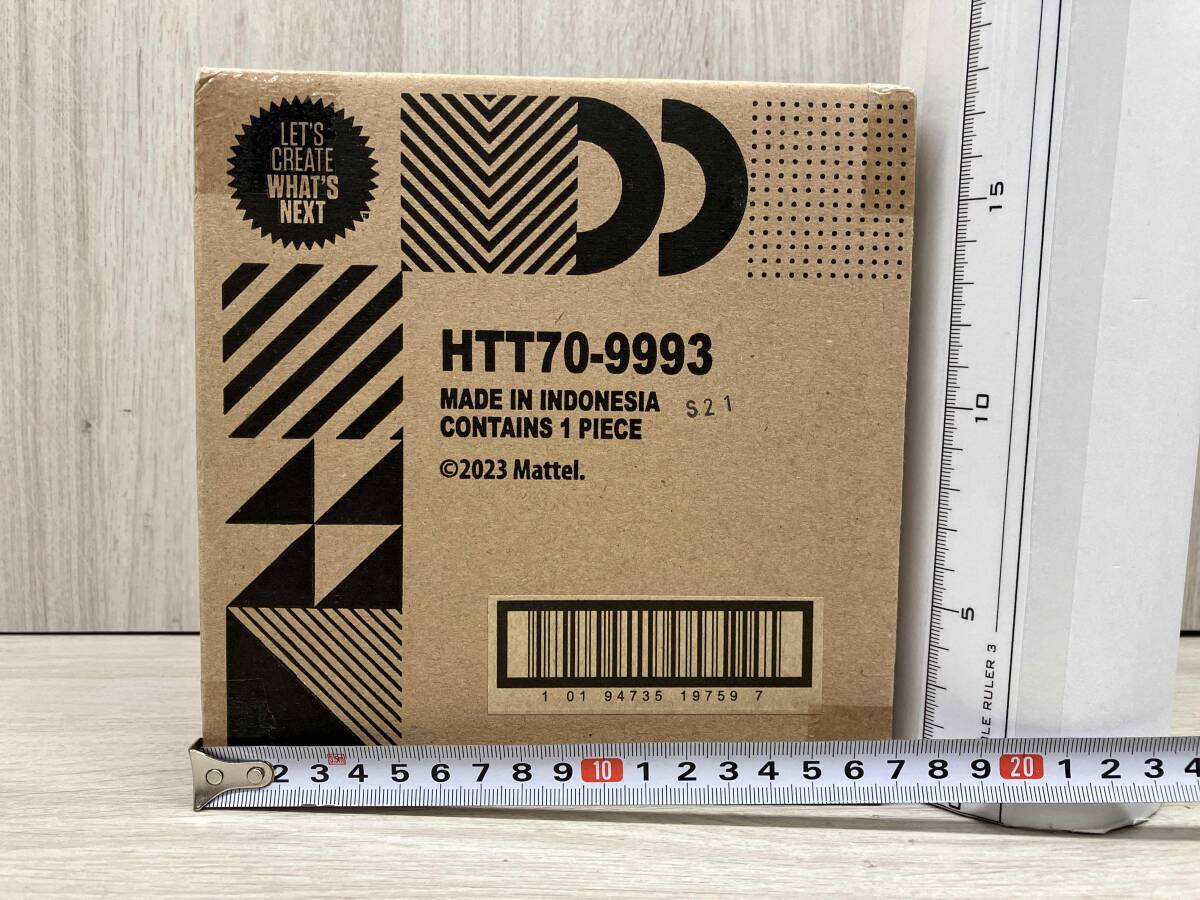 LET'S
CREATE
WHAT'S
NEXT
HTT70-9993
MADE IN INDONESIA S21
CONTAINS 1 PIECE
©2023 Mattel.
1 01 94735 19759 7
15
10
5
LE RULER 3
2 3 4 5 6 7 8 9 10 1 2 3 4 5 6 7 8 9 20 1 2 3 4